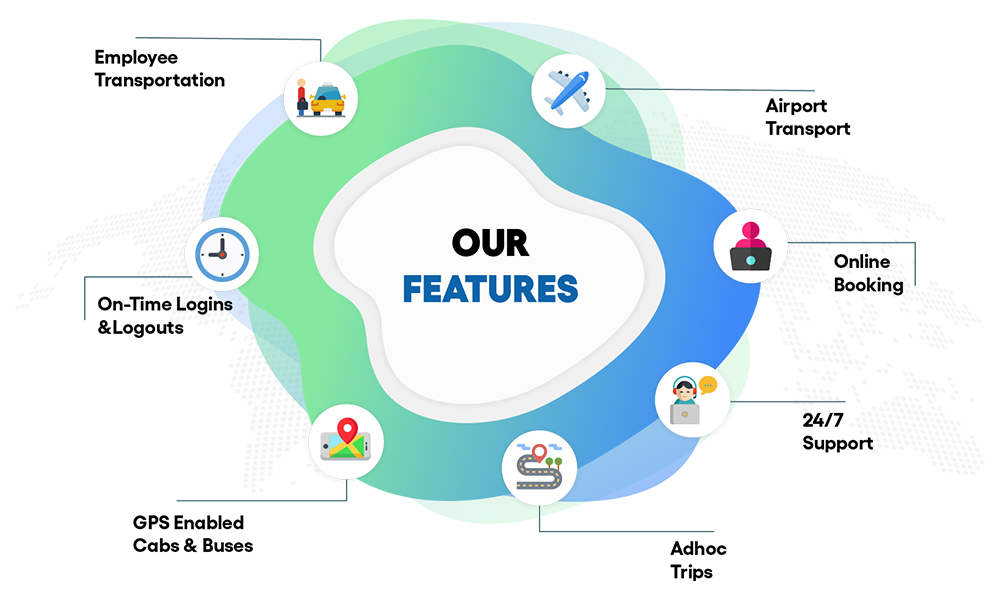 OUR
FEATURES
Employee
Transportation
Airport
Transport
Online
Booking
24/7
Support
Adhoc
Trips
GPS Enabled
Cabs & Buses
On-Time Logins
&Logouts